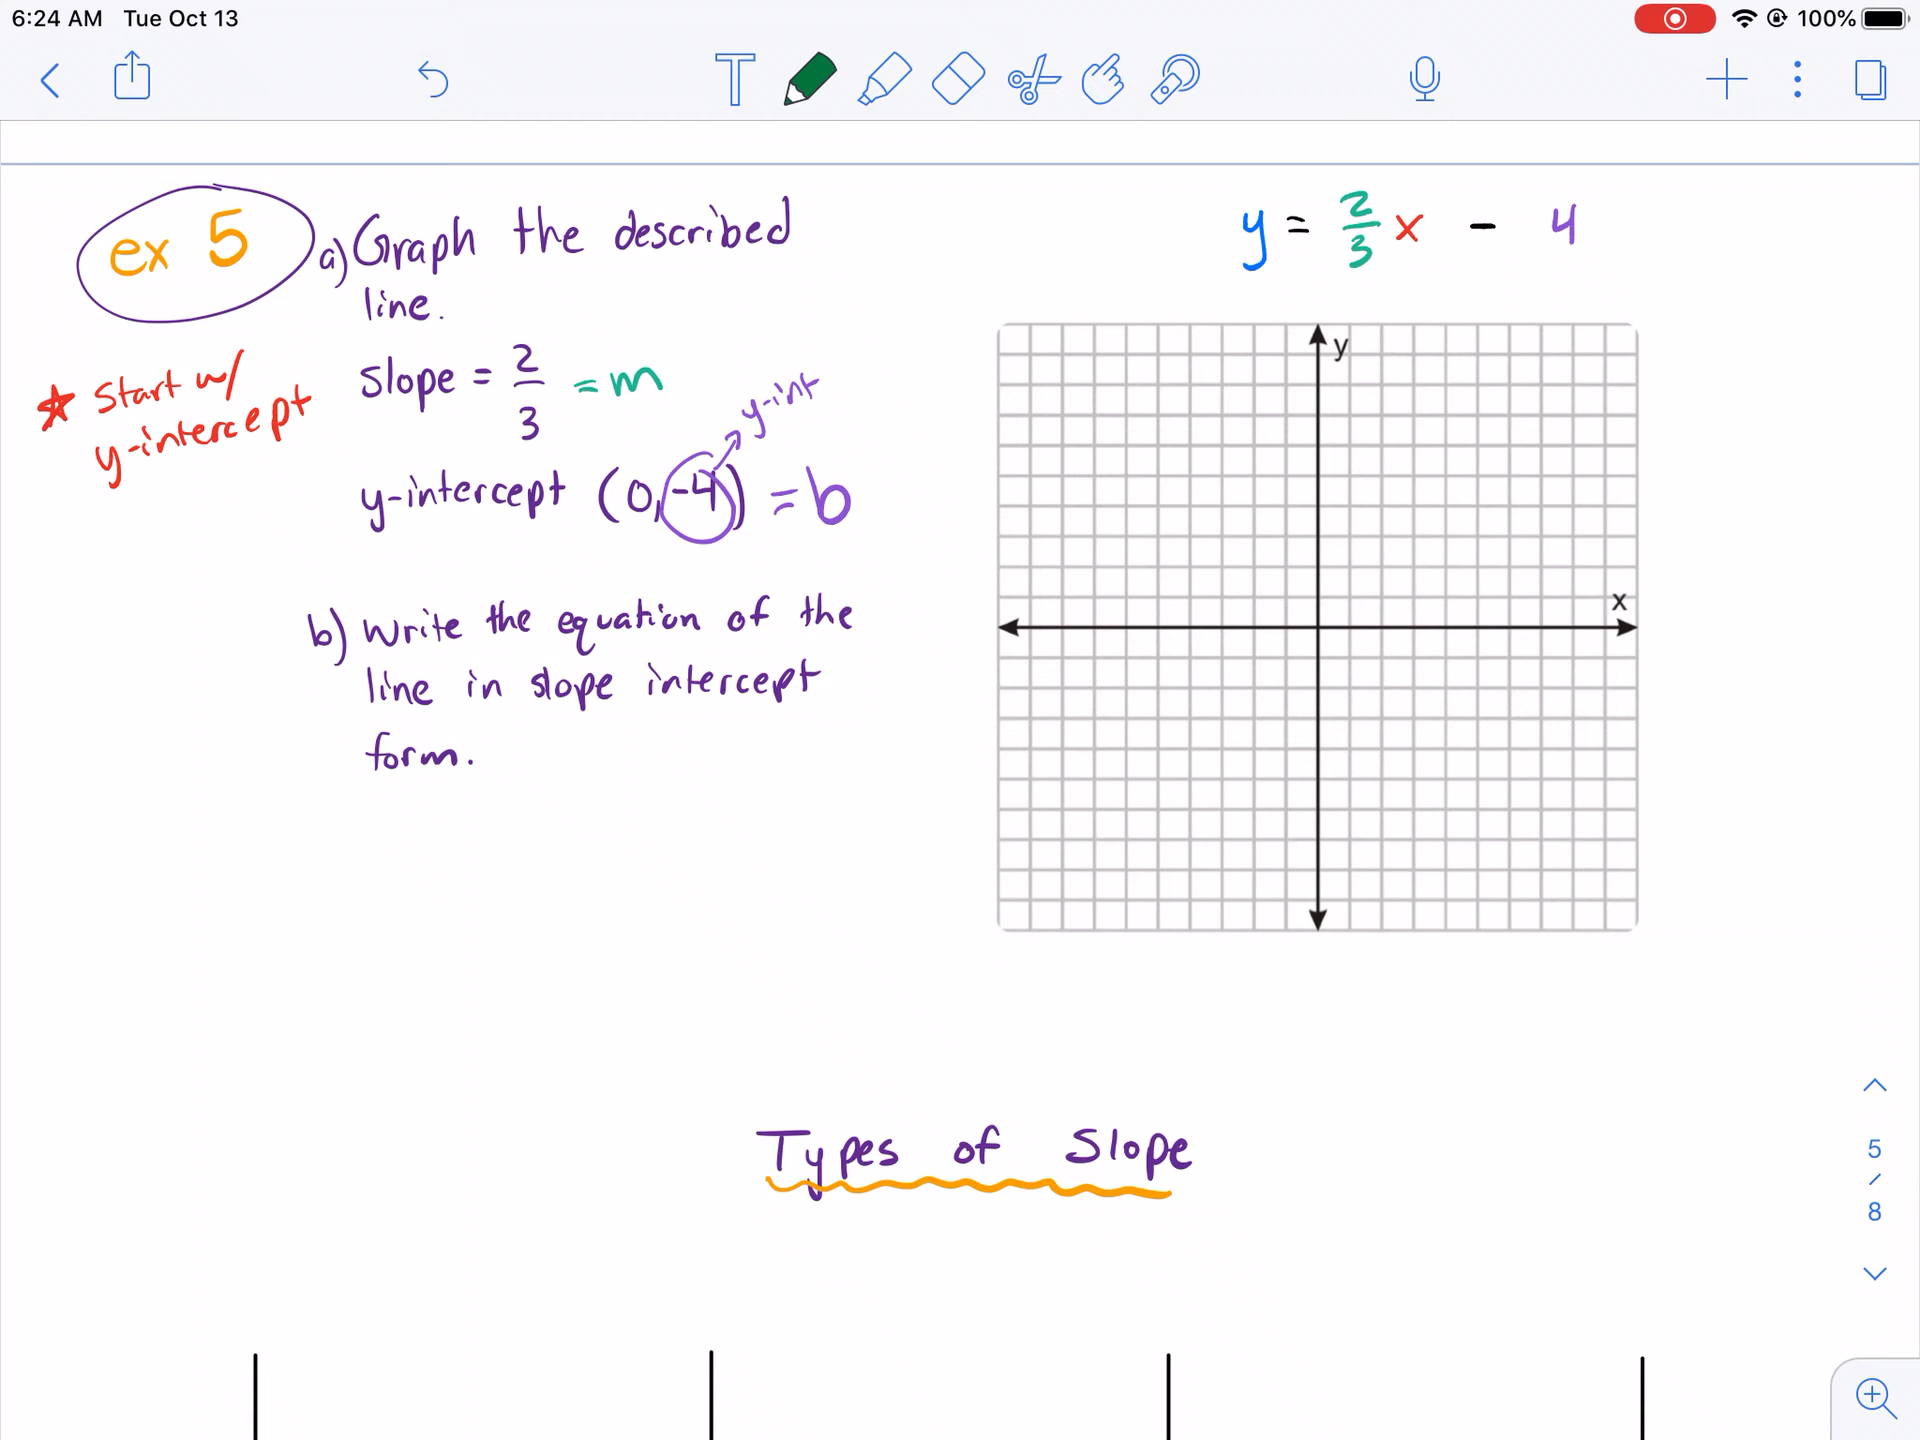 6:24 AM Tue Oct 13
100%
T
ex 5
a) Graph the described
line.
y = 2/3 x - 4
* Start w/
y-intercept
slope = 2/3 = m
y-int
y-intercept (0, -4) = b
b) Write the equation of the
line in slope intercept
form.
y
x
Types of Slope
5
/
8